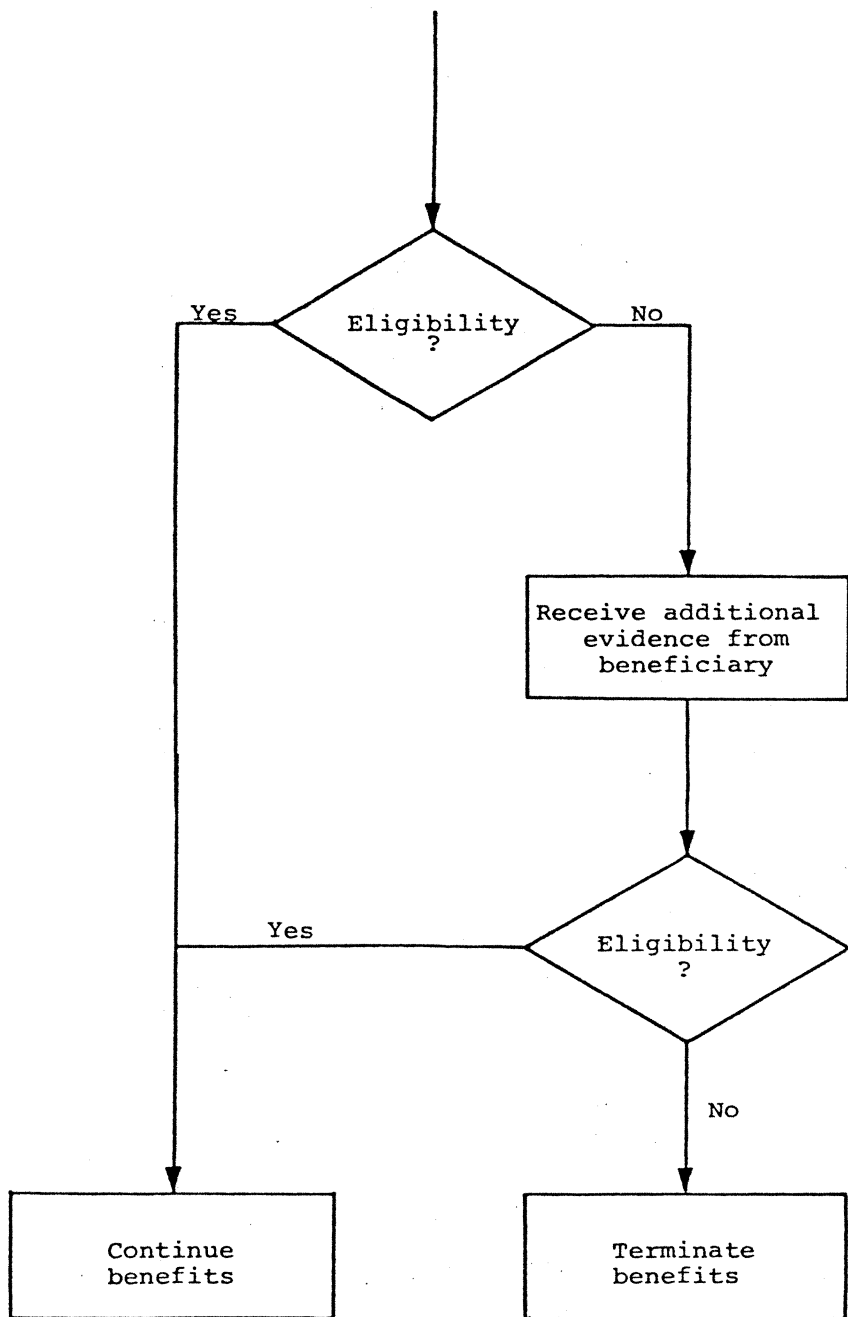 Yes
Eligibility
?
No
Receive additional
evidence from
beneficiary
Yes
Eligibility
?
No
Continue
benefits
Terminate
benefits